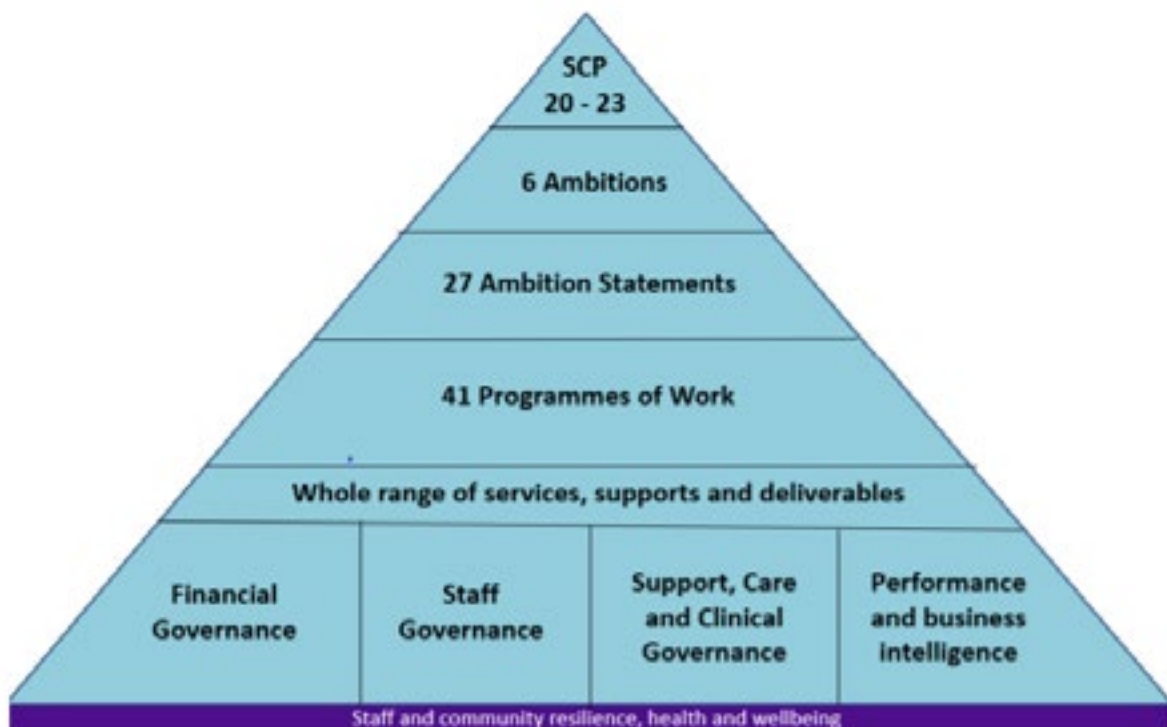 SCP
20 - 23
6 Ambitions
27 Ambition Statements
41 Programmes of Work
Whole range of services, supports and deliverables
Financial
Governance
Staff
Governance
Support, Care
and Clinical
Governance
Performance
and business
intelligence
Staff and community resilience, health and wellbeing